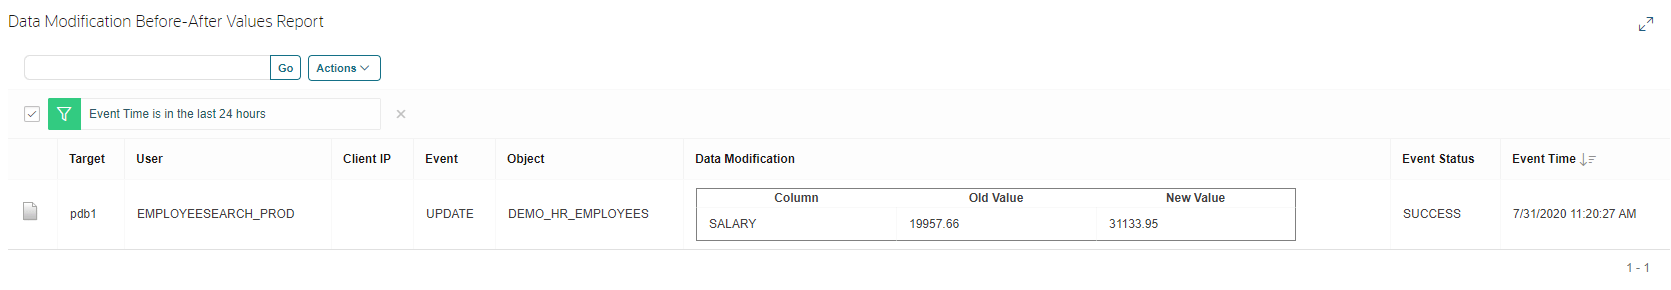 Data Modification Before-After Values Report
Go Actions
Event Time is in the last 24 hours
Target User Client IP Event Object Data Modification Event Status Event Time
Column Old Value New Value
pdb1 EMPLOYEESEARCH_PROD UPDATE DEMO_HR_EMPLOYEES SALARY 19957.66 31133.95 SUCCESS 7/31/2020 11:20:27 AM
1 - 1